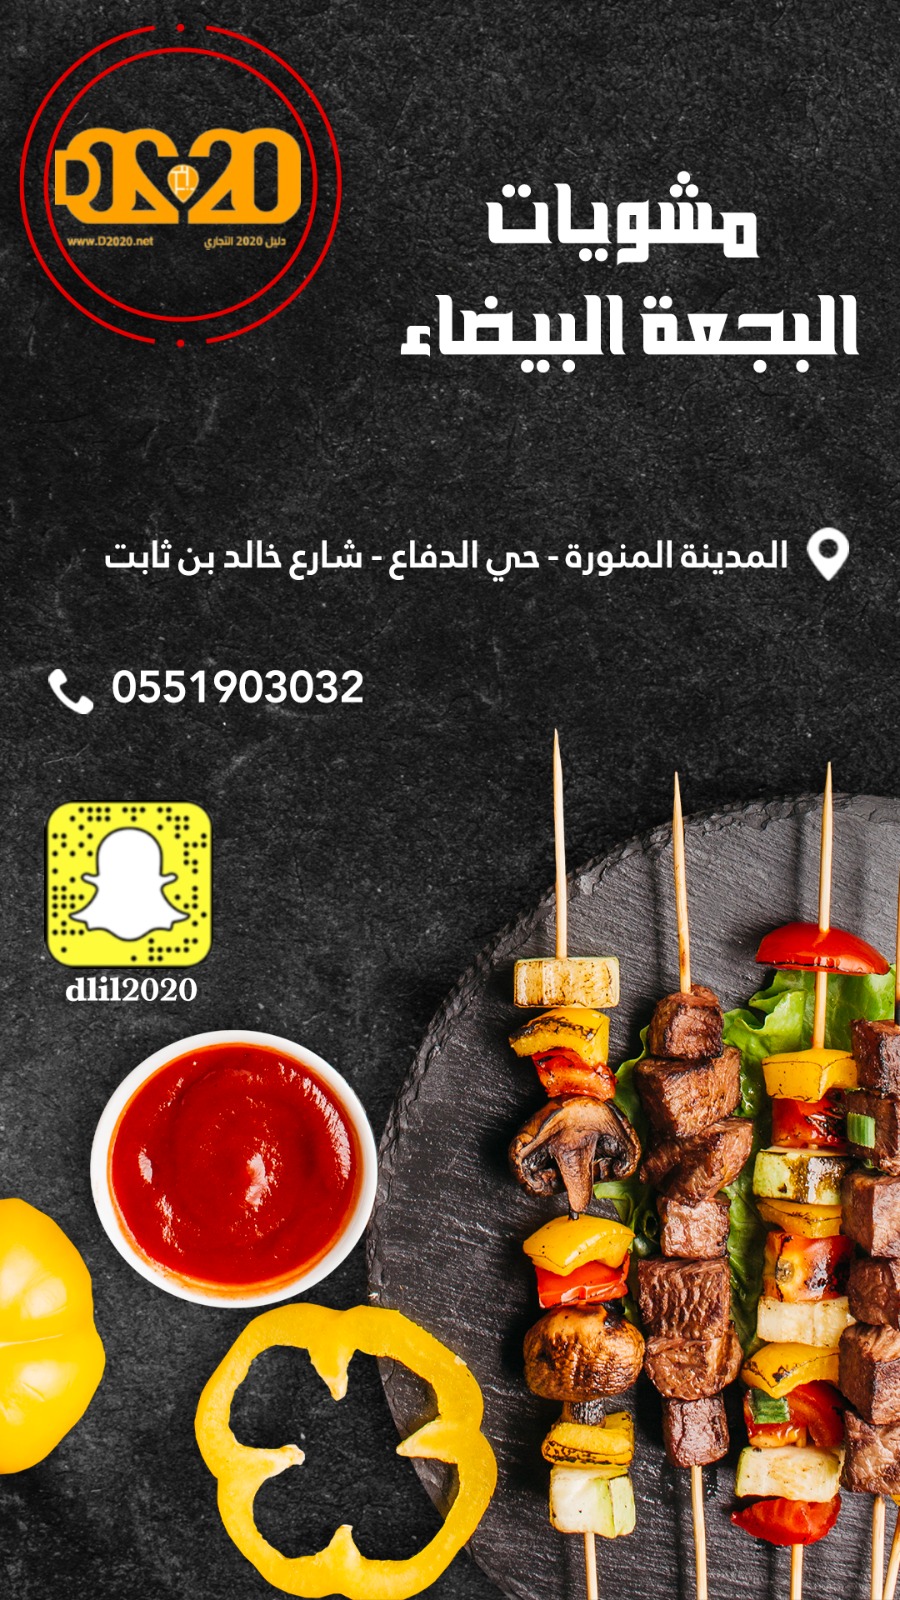 D2020
www.D2020.net دليل 2020 التجاري
مشويات
البجعة البيضاء
المدينة المنورة - حي الدفاع - شارع خالد بن ثابت
0551903032
dlil2020